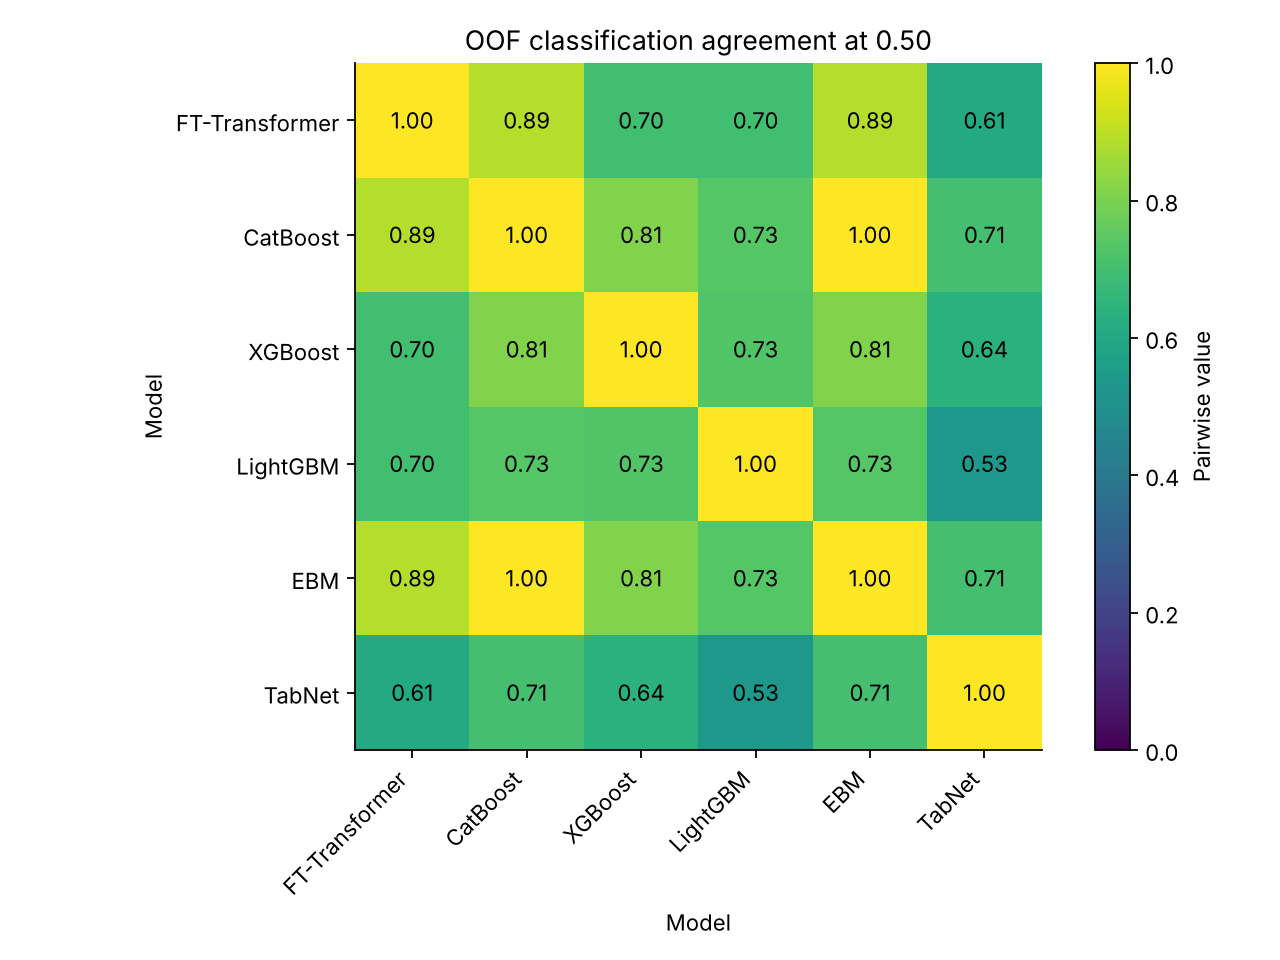 OOF classification agreement at 0.50
FT-Transformer 1.00 0.89 0.70 0.70 0.89 0.61
CatBoost 0.89 1.00 0.81 0.73 1.00 0.71
XGBoost 0.70 0.81 1.00 0.73 0.81 0.64
LightGBM 0.70 0.73 0.73 1.00 0.73 0.53
EBM 0.89 1.00 0.81 0.73 1.00 0.71
TabNet 0.61 0.71 0.64 0.53 0.71 1.00
Model
FT-Transformer CatBoost XGBoost LightGBM EBM TabNet
Model
1.0
0.8
0.6
0.4
0.2
0.0
Pairwise value